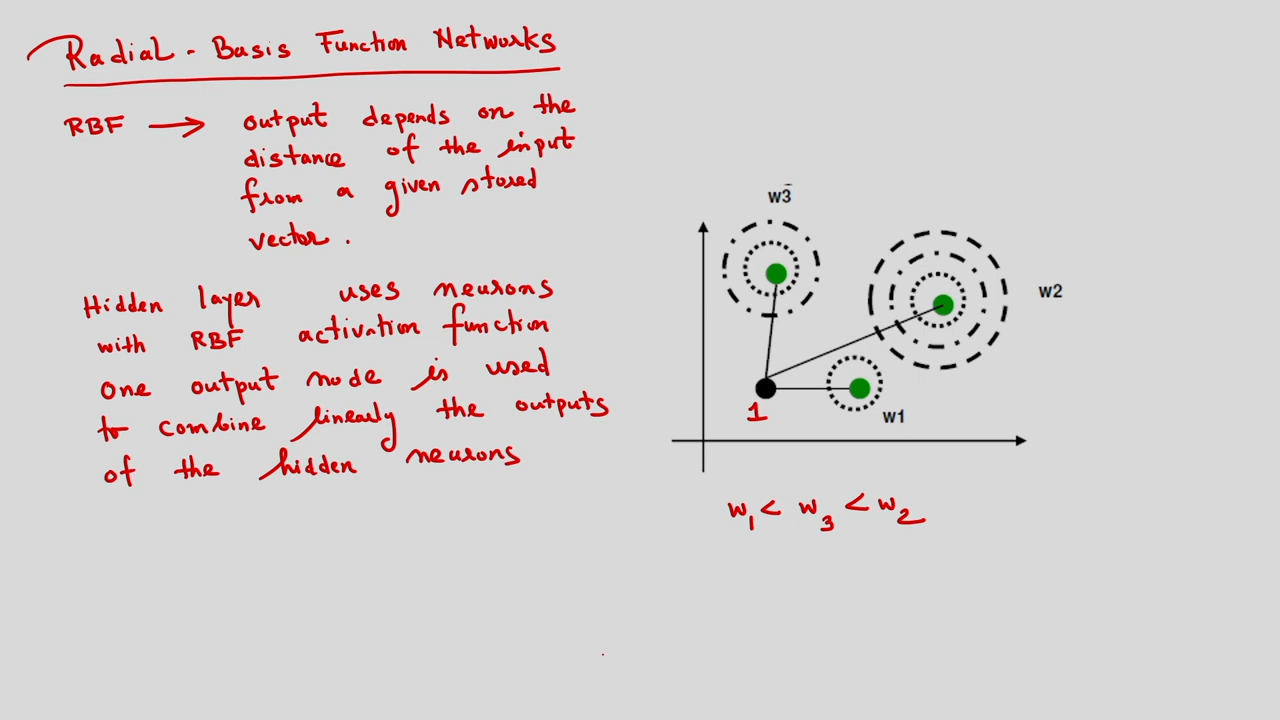 Radial - Basis Function Networks
RBF → output depends on the
distance of the input
from a given stored
vector.
Hidden layer uses neurons
with RBF activation function
one output node is used
to combine linearly the outputs
of the hidden neurons
w3
w2
1
w1
w1 < w3 < w2